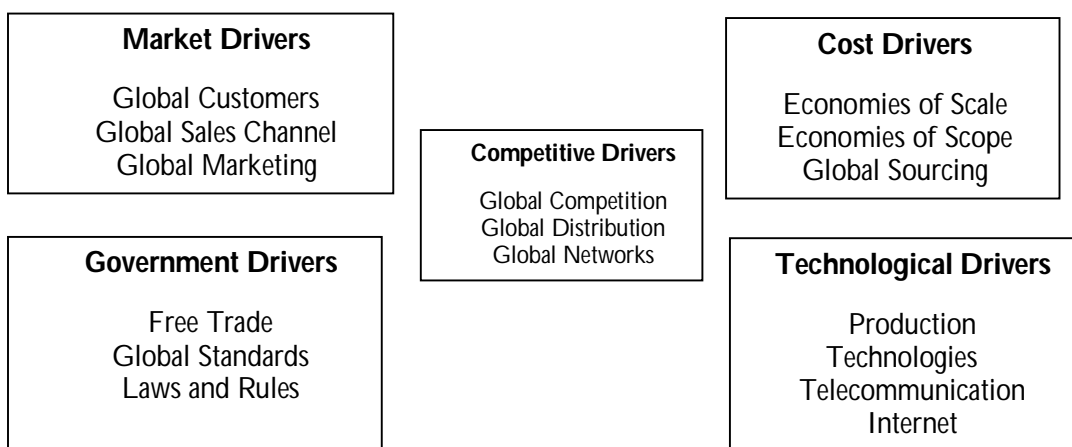 Market Drivers
Global Customers
Global Sales Channel
Global Marketing
Cost Drivers
Economies of Scale
Economies of Scope
Global Sourcing
Competitive Drivers
Global Competition
Global Distribution
Global Networks
Government Drivers
Free Trade
Global Standards
Laws and Rules
Technological Drivers
Production
Technologies
Telecommunication
Internet